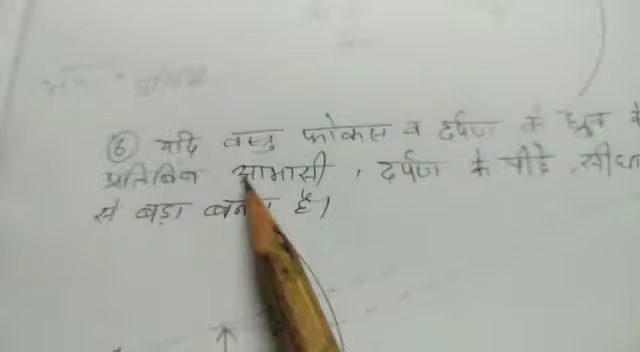 ⑥ यदि वस्तु फोकस व दर्पण के ध्रुव के
प्रतिबिंब आभासी, दर्पण के पीछे, सीधा
से बड़ा बनता है।